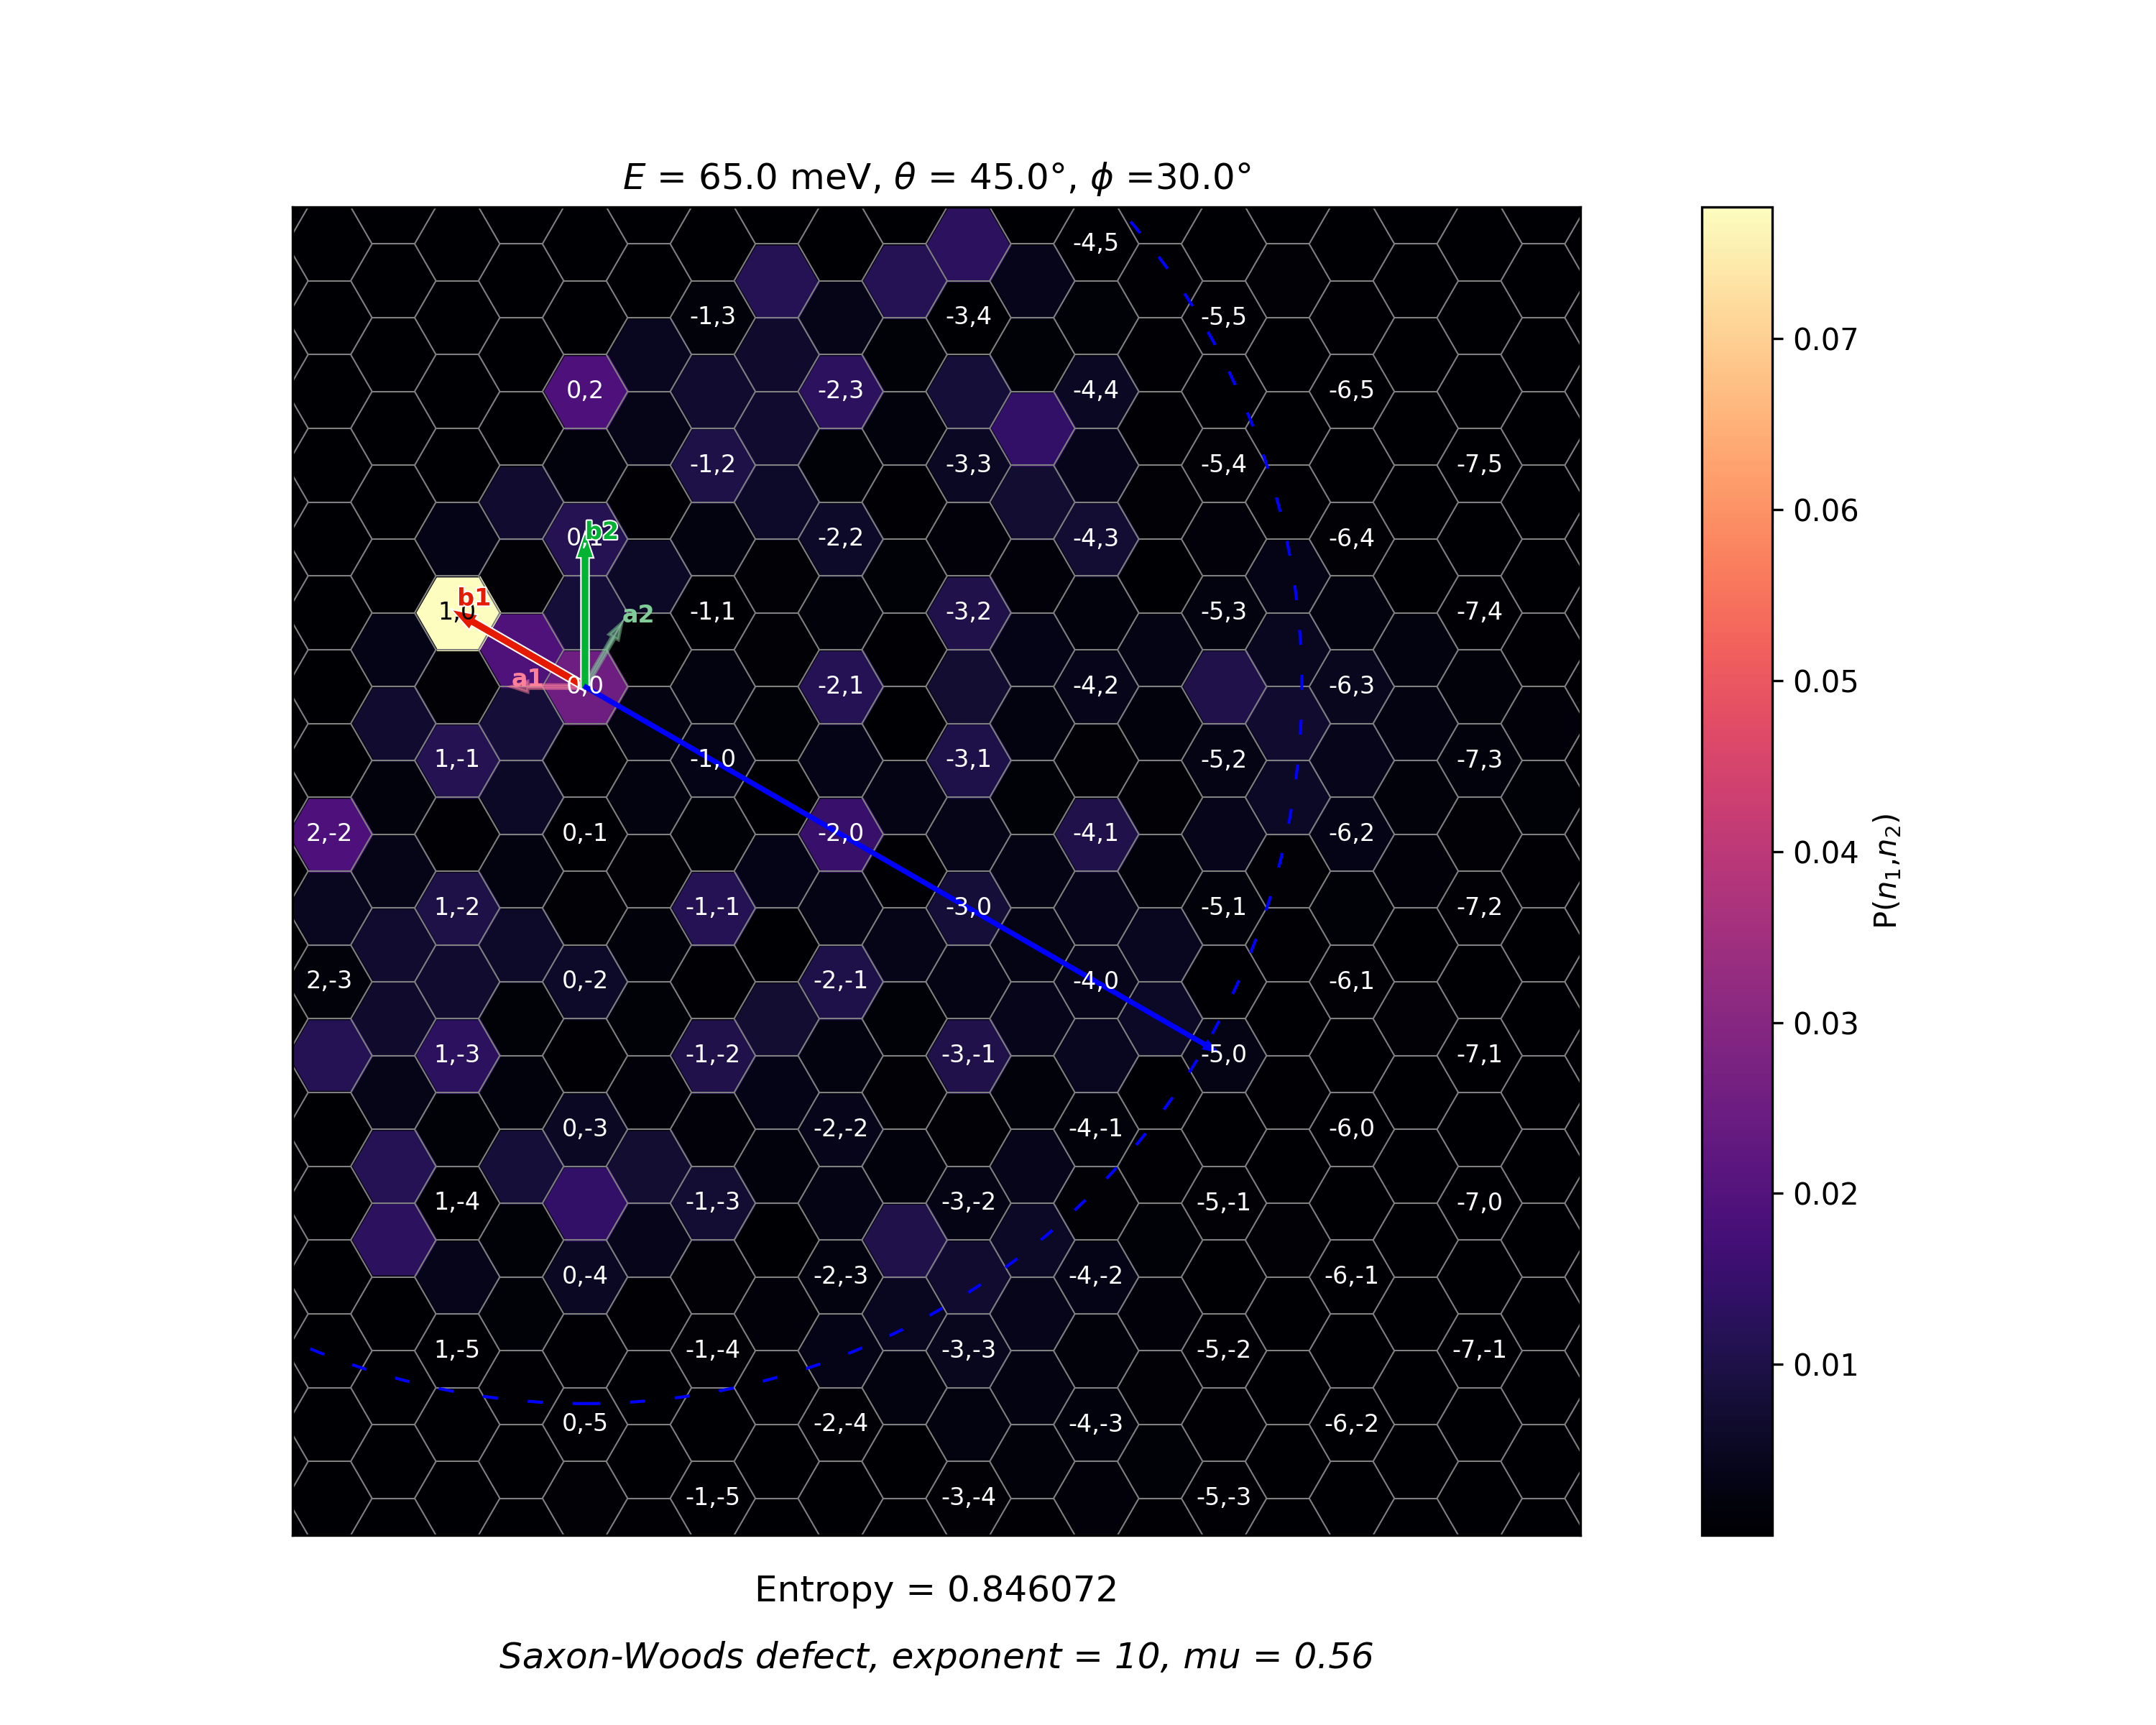 E = 65.0 meV, θ = 45.0°, ϕ =30.0°
-4,5
-1,3 -3,4 -5,5
0,2 -2,3 -4,4 -6,5
-1,2 -3,3 -5,4 -7,5
0,1 b2 -2,2 -4,3 -6,4
1,0 b1 a2 -1,1 -3,2 -5,3 -7,4
a1 0,0 -2,1 -4,2 -6,3
1,-1 -1,0 -3,1 -5,2 -7,3
2,-2 0,-1 -2,0 -4,1 -6,2
1,-2 -1,-1 -3,0 -5,1 -7,2
2,-3 0,-2 -2,-1 -4,0 -6,1
1,-3 -1,-2 -3,-1 -5,0 -7,1
0,-3 -2,-2 -4,-1 -6,0
1,-4 -1,-3 -3,-2 -5,-1 -7,0
0,-4 -2,-3 -4,-2 -6,-1
1,-5 -1,-4 -3,-3 -5,-2 -7,-1
0,-5 -2,-4 -4,-3 -6,-2
-1,-5 -3,-4 -5,-3
0.07
0.06
0.05
0.04
0.03
0.02
0.01
P(n₁,n₂)
Entropy = 0.846072
Saxon-Woods defect, exponent = 10, mu = 0.56